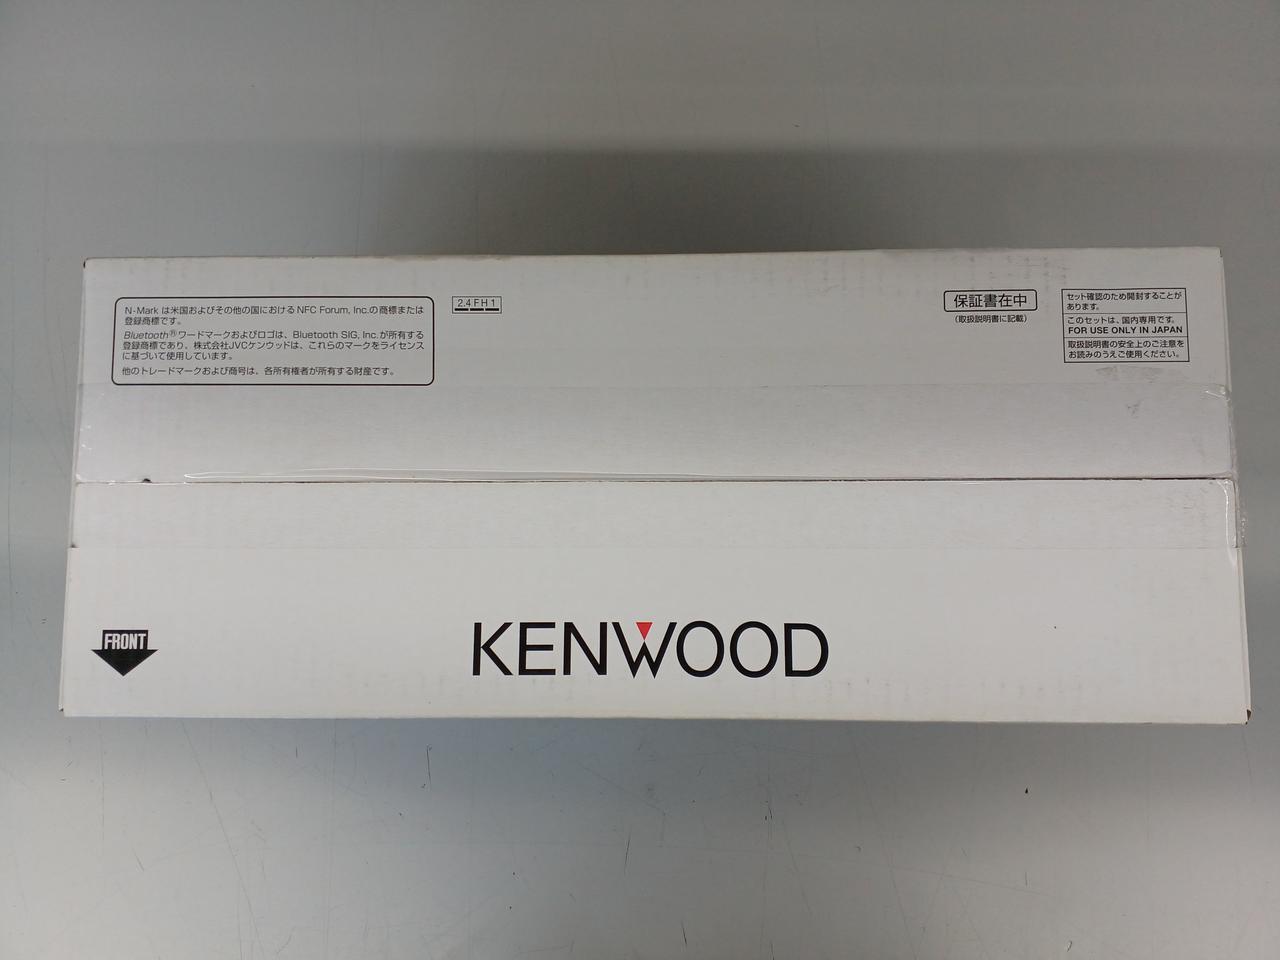 N-Mark は米国およびその他の国における NFC Forum, Inc.の商標または
登録商標です。
Bluetooth®ワードマークおよびロゴは、Bluetooth SIG, Inc.が所有する
登録商標であり、株式会社JVCケンウッドは、これらのマークをライセンス
に基づいて使用しています。
他のトレードマークおよび商号は、各所有権者が所有する財産です。
2.4FH1
保証書在中
(取扱説明書に記載)
セット確認のため開封することが
あります。
このセットは、国内専用です。
FOR USE ONLY IN JAPAN
取扱説明書の安全上のご注意を
お読みのうえご使用ください。
FRONT
KENWOOD